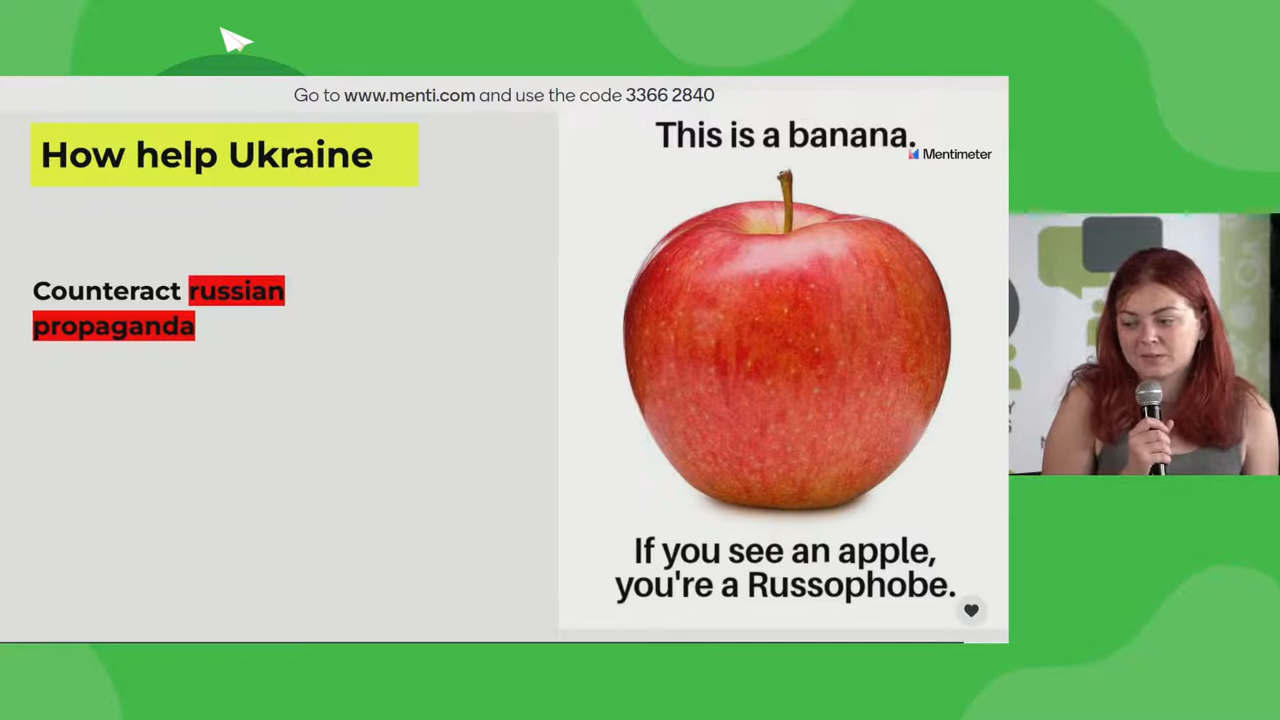 Go to www.menti.com and use the code 3366 2840
How help Ukraine
Counteract russian
propaganda
This is a banana.
Mentimeter
If you see an apple,
you're a Russophobe.